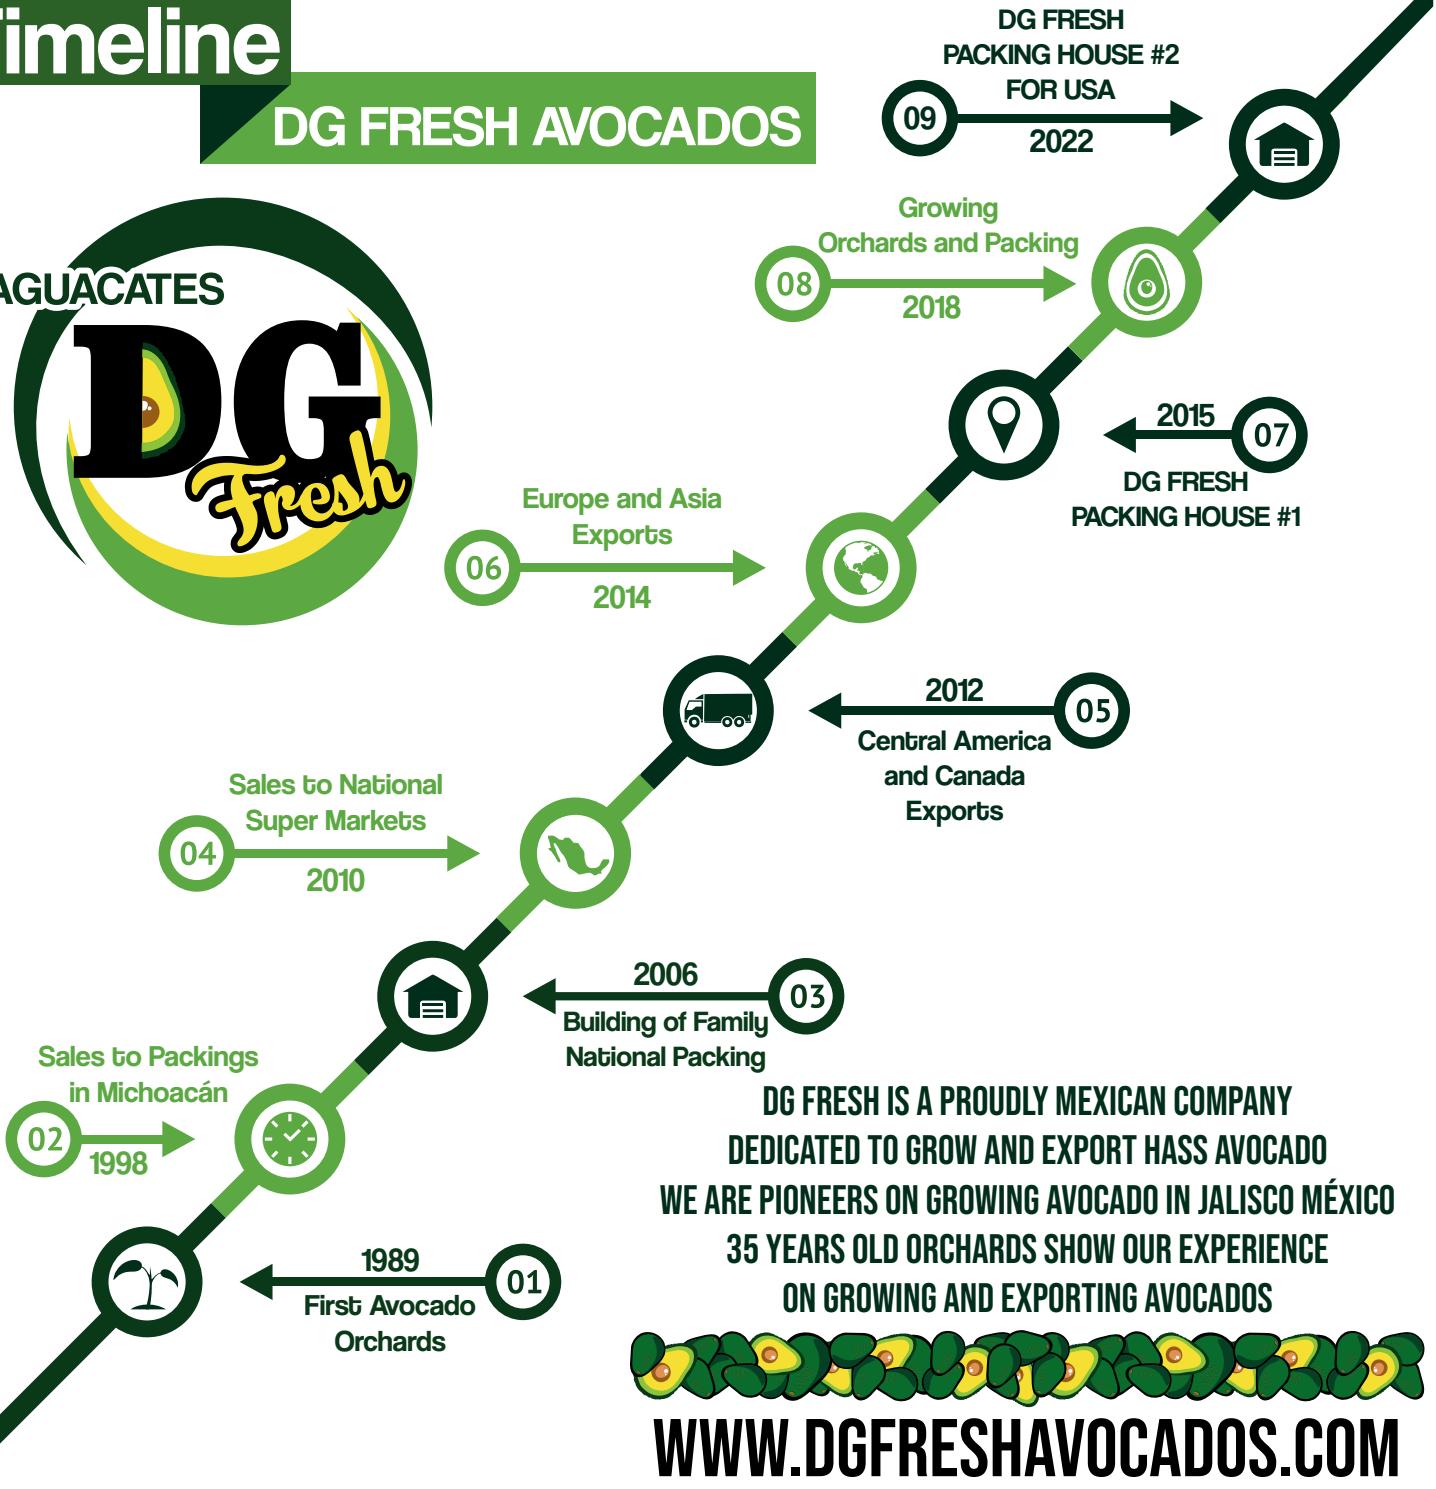 Timeline
DG FRESH AVOCADOS
AGUACATES
DG
Fresh
DG FRESH
PACKING HOUSE #2
FOR USA
09
2022
Growing
Orchards and Packing
08
2018
2015
07
DG FRESH
PACKING HOUSE #1
Europe and Asia
Exports
06
2014
2012
05
Central America
and Canada
Exports
Sales to National
Super Markets
04
2010
2006
03
Building of Family
National Packing
Sales to Packings
in Michoacán
02
1998
1989
01
First Avocado
Orchards
DG FRESH IS A PROUDLY MEXICAN COMPANY
DEDICATED TO GROW AND EXPORT HASS AVOCADO
WE ARE PIONEERS ON GROWING AVOCADO IN JALISCO MÉXICO
35 YEARS OLD ORCHARDS SHOW OUR EXPERIENCE
ON GROWING AND EXPORTING AVOCADOS
WWW.DGFRESHAVOCADOS.COM